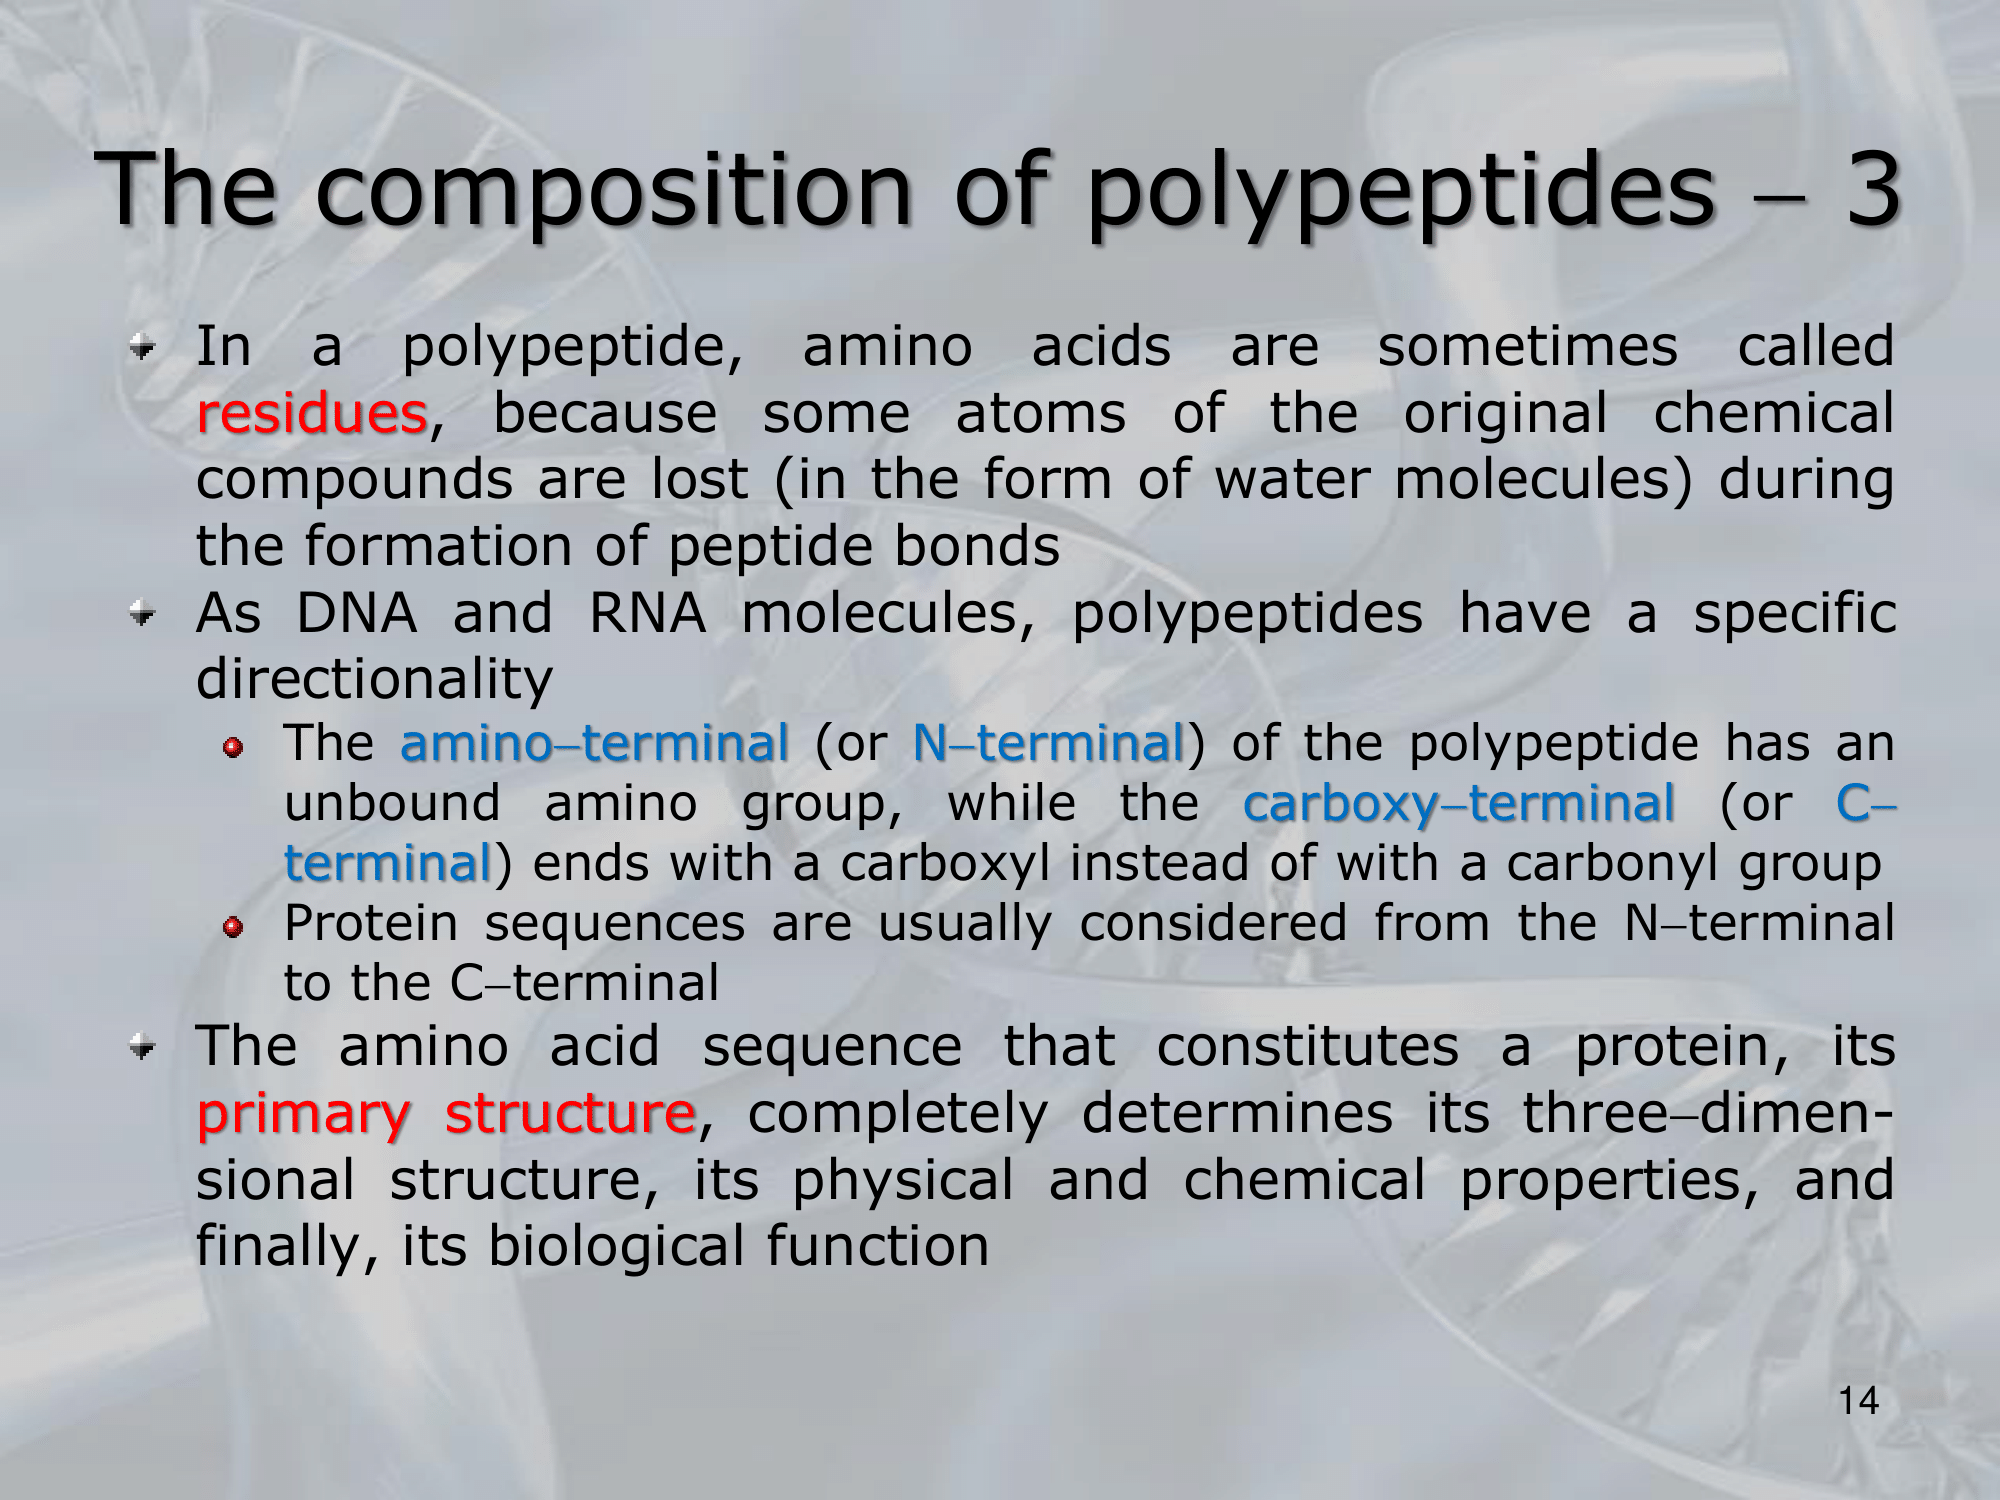 The composition of polypeptides – 3
In a polypeptide, amino acids are sometimes called
residues, because some atoms of the original chemical
compounds are lost (in the form of water molecules) during
the formation of peptide bonds
As DNA and RNA molecules, polypeptides have a specific
directionality
The amino–terminal (or N–terminal) of the polypeptide has an
unbound amino group, while the carboxy–terminal (or C–
terminal) ends with a carboxyl instead of with a carbonyl group
Protein sequences are usually considered from the N–terminal
to the C–terminal
The amino acid sequence that constitutes a protein, its
primary structure, completely determines its three–dimen-
sional structure, its physical and chemical properties, and
finally, its biological function
14